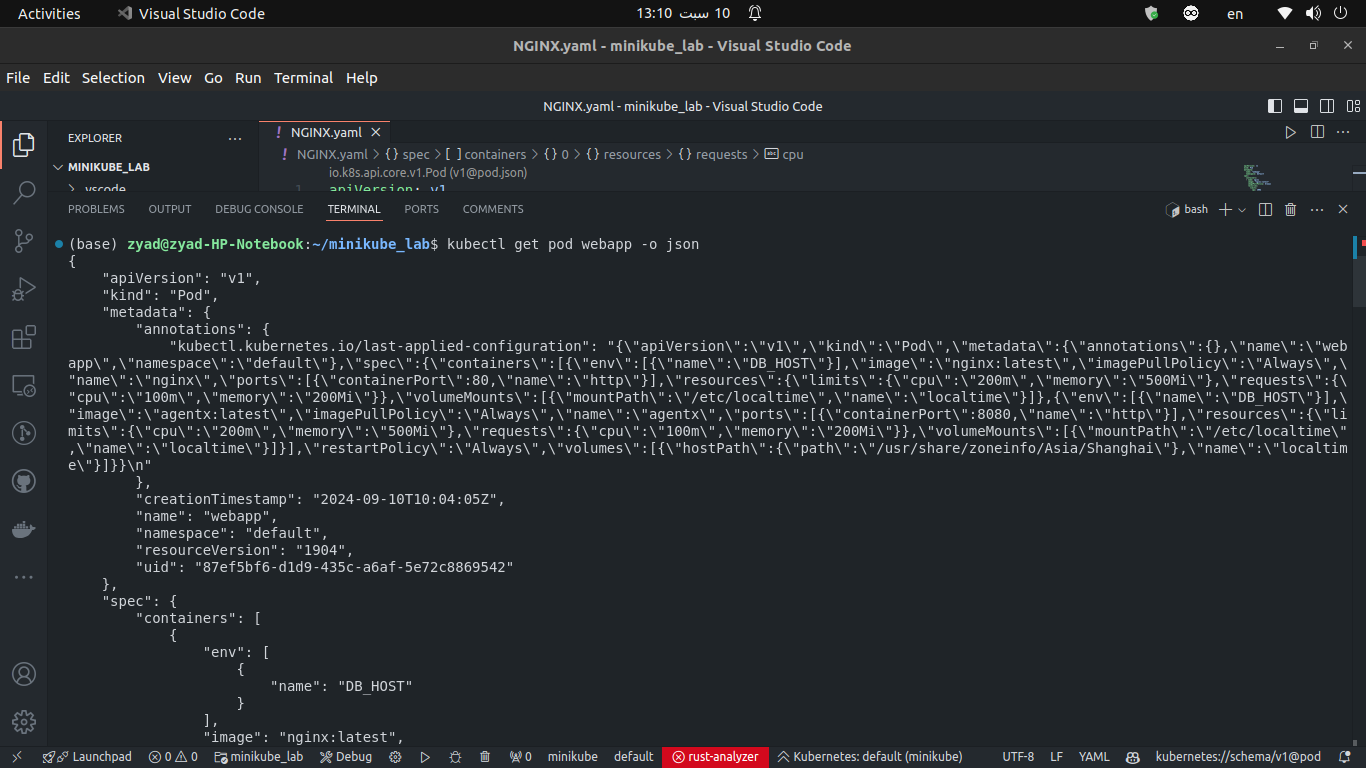 Activities
Visual Studio Code
13:10 سبت 10
en
NGINX.yaml - minikube_lab - Visual Studio Code
File Edit Selection View Go Run Terminal Help
NGINX.yaml - minikube_lab - Visual Studio Code
EXPLORER
! NGINX.yaml
MINIKUBE_LAB
! NGINX.yaml > {} spec > [ ] containers > {} 0 > {} resources > {} requests > abc cpu
io.k8s.api.core.v1.Pod (v1@pod.json)
.vscode
1 apiVersion: v1
PROBLEMS OUTPUT DEBUG CONSOLE TERMINAL PORTS COMMENTS
bash
(base) zyad@zyad-HP-Notebook:~/minikube_lab$ kubectl get pod webapp -o json
{
    "apiVersion": "v1",
    "kind": "Pod",
    "metadata": {
        "annotations": {
            "kubectl.kubernetes.io/last-applied-configuration": "{\"apiVersion\":\"v1\",\"kind\":\"Pod\",\"metadata\":{\"annotations\":{},\"name\":\"web
app\",\"namespace\":\"default\"},\"spec\":{\"containers\":[{\"env\":[{\"name\":\"DB_HOST\"}],\"image\":\"nginx:latest\",\"imagePullPolicy\":\"Always\",\
"name\":\"nginx\",\"ports\":[{\"containerPort\":80,\"name\":\"http\"}],\"resources\":{\"limits\":{\"cpu\":\"200m\",\"memory\":\"500Mi\"},\"requests\":{\
"cpu\":\"100m\",\"memory\":\"200Mi\"}},\"volumeMounts\":[{\"mountPath\":\"/etc/localtime\",\"name\":\"localtime\"}]},{\"env\":[{\"name\":\"DB_HOST\"}],\
"image\":\"agentx:latest\",\"imagePullPolicy\":\"Always\",\"name\":\"agentx\",\"ports\":[{\"containerPort\":8080,\"name\":\"http\"}],\"resources\":{\"li
mits\":{\"cpu\":\"200m\",\"memory\":\"500Mi\"},\"requests\":{\"cpu\":\"100m\",\"memory\":\"200Mi\"}},\"volumeMounts\":[{\"mountPath\":\"/etc/localtime\"
,\"name\":\"localtime\"}]}],\"restartPolicy\":\"Always\",\"volumes\":[{\"hostPath\":{\"path\":\"/usr/share/zoneinfo/Asia/Shanghai\"},\"name\":\"localtim
e\"}]}}\n"
        },
        "creationTimestamp": "2024-09-10T10:04:05Z",
        "name": "webapp",
        "namespace": "default",
        "resourceVersion": "1904",
        "uid": "87ef5bf6-d1d9-435c-a6af-5e72c8869542"
    },
    "spec": {
        "containers": [
            {
                "env": [
                    {
                        "name": "DB_HOST"
                    }
                ],
                "image": "nginx:latest",
Launchpad 0 0 minikube_lab Debug 0 minikube default rust-analyzer Kubernetes: default (minikube) UTF-8 LF YAML kubernetes://schema/v1@pod